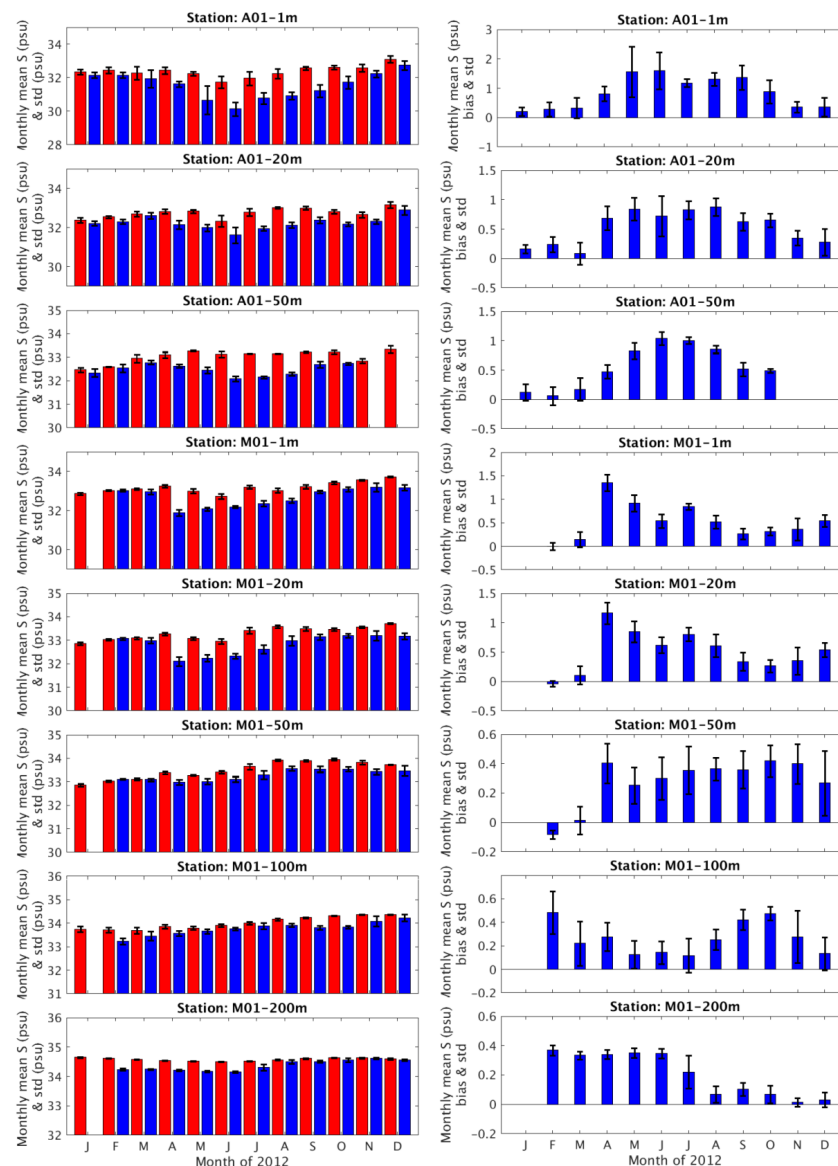 Station: A01-1m
Monthly mean S (psu)
& std (psu)
34
32
30
28
Station: A01-1m
Monthly mean S (psu)
bias & std
3
2
1
0
-1
Station: A01-20m
Monthly mean S (psu)
& std (psu)
34
32
30
Station: A01-20m
Monthly mean S (psu)
bias & std
1.5
1
0.5
0
-0.5
Station: A01-50m
Monthly mean S (psu)
& std (psu)
35
34
33
32
31
30
Station: A01-50m
Monthly mean S (psu)
bias & std
1.5
1
0.5
0
-0.5
Station: M01-1m
Monthly mean S (psu)
& std (psu)
34
32
30
Station: M01-1m
Monthly mean S (psu)
bias & std
2
1.5
1
0.5
0
-0.5
Station: M01-20m
Monthly mean S (psu)
& std (psu)
35
34
33
32
31
30
Station: M01-20m
Monthly mean S (psu)
bias & std
1.5
1
0.5
0
-0.5
Station: M01-50m
Monthly mean S (psu)
& std (psu)
35
34
33
32
31
30
Station: M01-50m
Monthly mean S (psu)
bias & std
0.6
0.4
0.2
0
-0.2
Station: M01-100m
Monthly mean S (psu)
& std (psu)
36
35
34
33
32
31
Station: M01-100m
Monthly mean S (psu)
bias & std
0.6
0.4
0.2
0
-0.2
Station: M01-200m
Monthly mean S (psu)
& std (psu)
36
35
34
33
32
J F M A M J J A S O N D
Month of 2012
Station: M01-200m
Monthly mean S (psu)
bias & std
0.6
0.4
0.2
0
-0.2
J F M A M J J A S O N D
Month of 2012